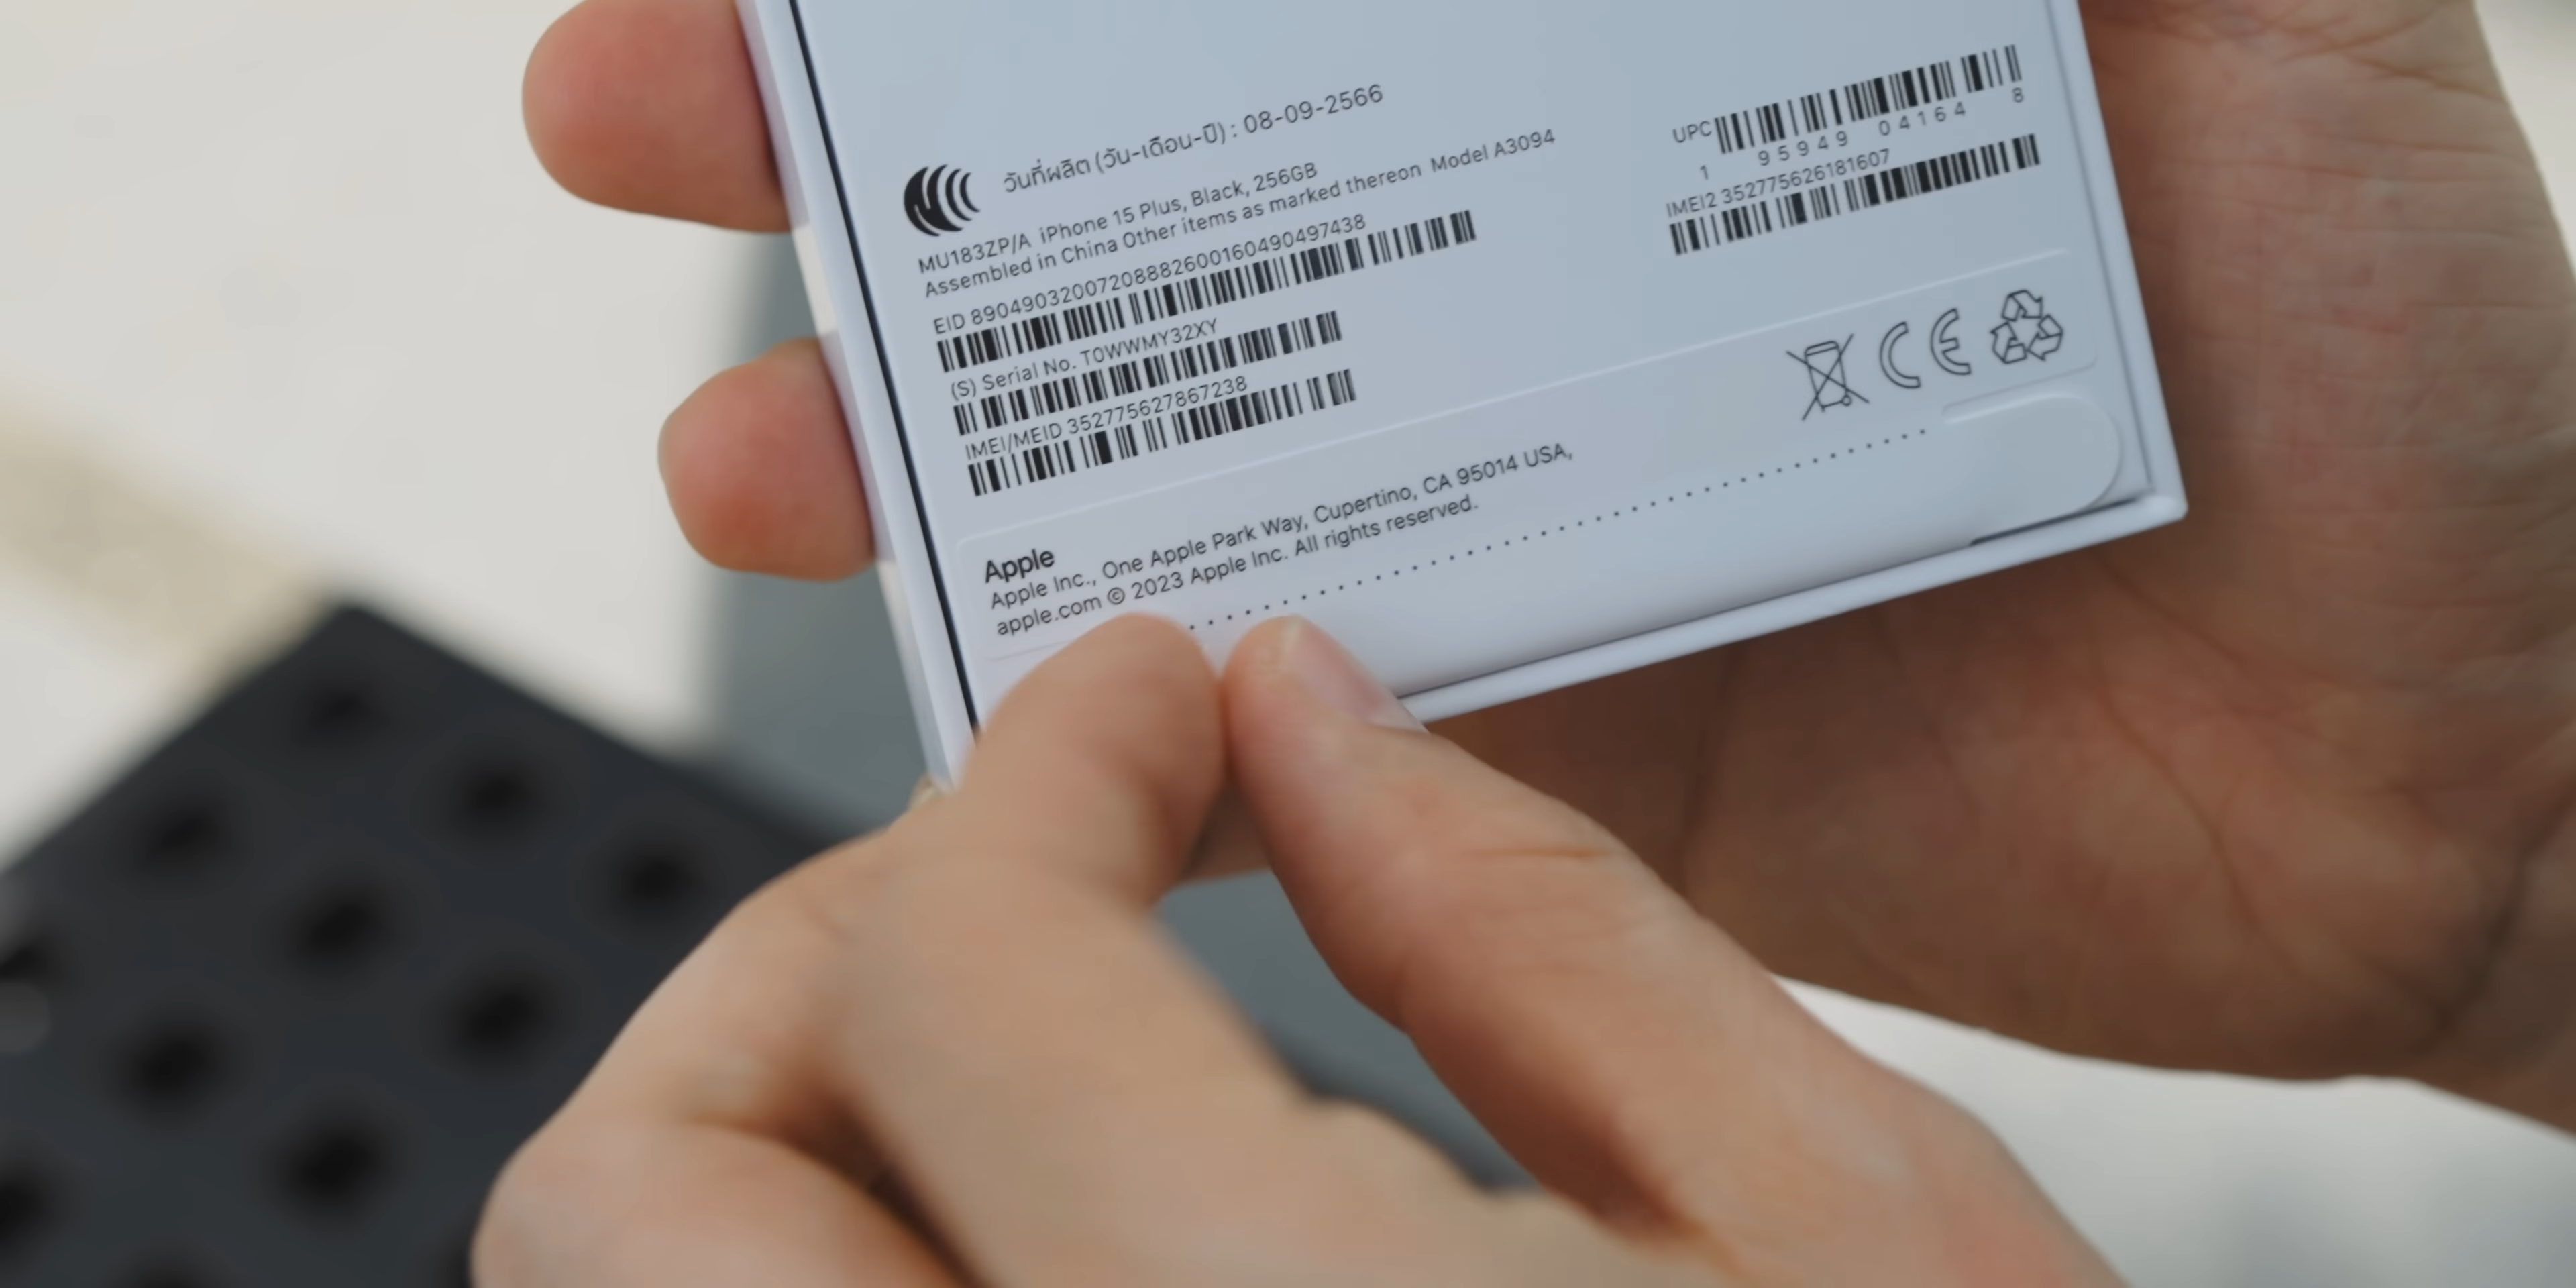 วันที่ผลิต (วัน-เดือน-ปี) : 08-09-2566
MU183ZP/A iPhone 15 Plus, Black, 256GB
Assembled in China Other items as marked thereon Model A3094
EID 89049032007208882600160490497438
(S) Serial No. T0WWMY32XY
IMEI/MEID 352775627867238
UPC
1 95949 04164 8
IMEI2 352775626181607
CE
Apple
Apple Inc., One Apple Park Way, Cupertino, CA 95014 USA,
apple.com © 2023 Apple Inc. All rights reserved.